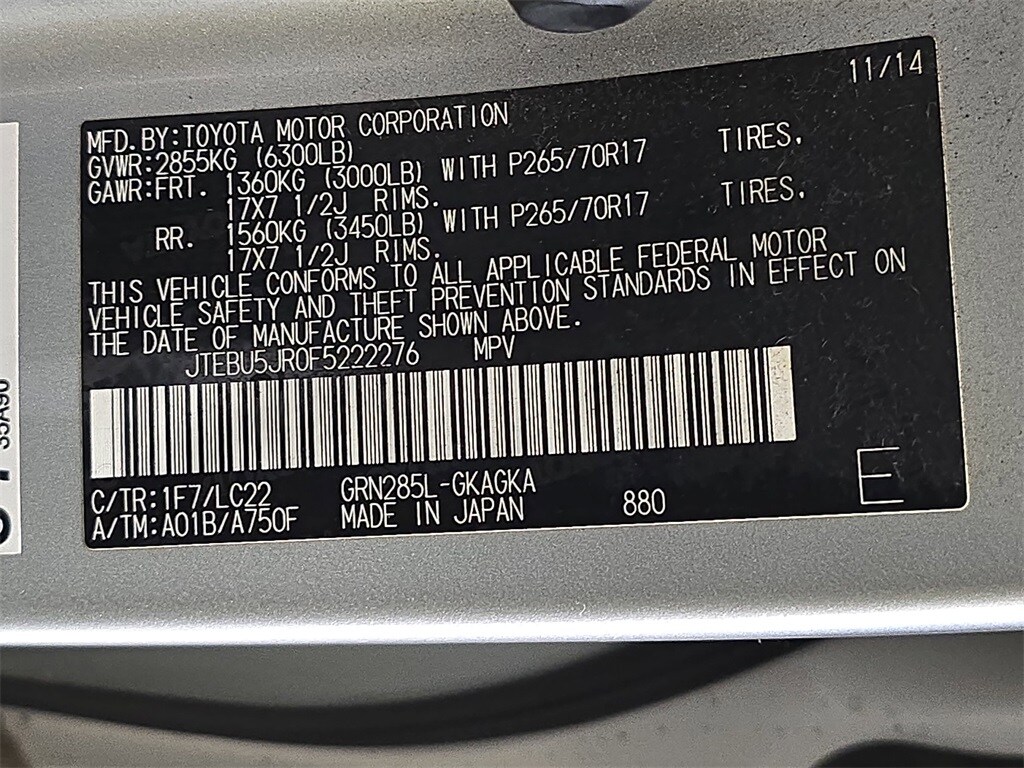 11/14
MFD.BY:TOYOTA MOTOR CORPORATION
GVWR:2855KG (6300LB)
GAWR:FRT. 1360KG (3000LB) WITH P265/70R17 TIRES,
17X7 1/2J RIMS.
RR. 1560KG (3450LB) WITH P265/70R17 TIRES,
17X7 1/2J RIMS.
THIS VEHICLE CONFORMS TO ALL APPLICABLE FEDERAL MOTOR
VEHICLE SAFETY AND THEFT PREVENTION STANDARDS IN EFFECT ON
THE DATE OF MANUFACTURE SHOWN ABOVE.
JTEBU5JR0F5222276 MPV
C/TR:1F7/LC22 GRN285L-GKAGKA
A/TM:A01B/A750F MADE IN JAPAN 880 E
35A90